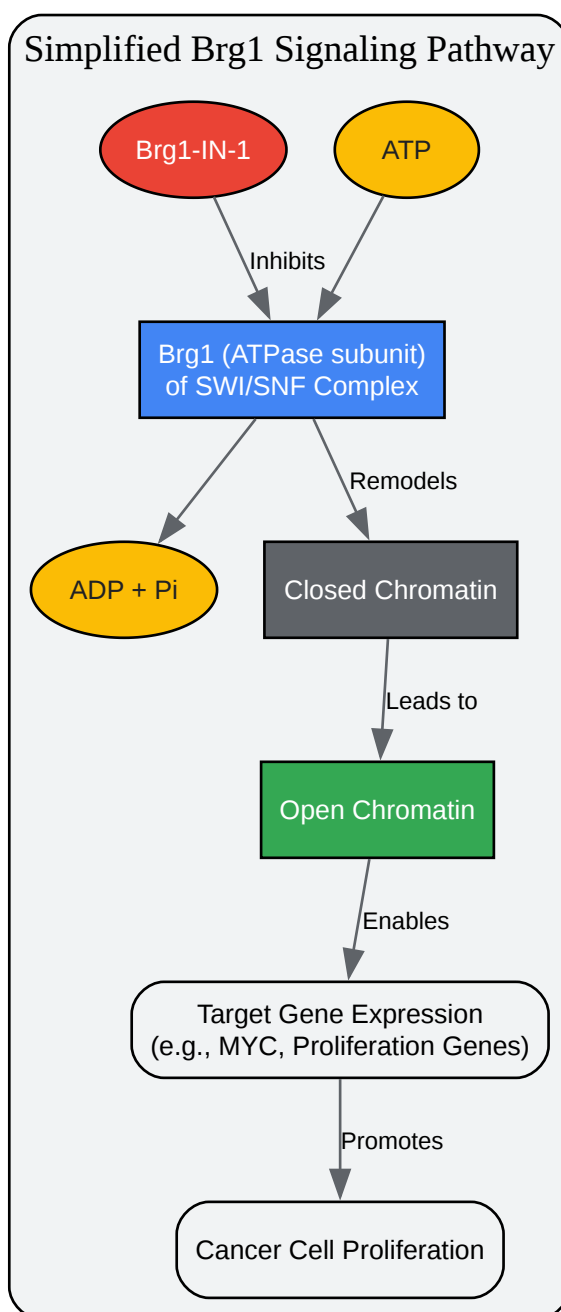 Simplified Brg1 Signaling Pathway
Brg1-IN-1
ATP
Inhibits
Brg1 (ATPase subunit)
of SWI/SNF Complex
Remodels
ADP + Pi
Closed Chromatin
Leads to
Open Chromatin
Enables
Target Gene Expression
(e.g., MYC, Proliferation Genes)
Promotes
Cancer Cell Proliferation